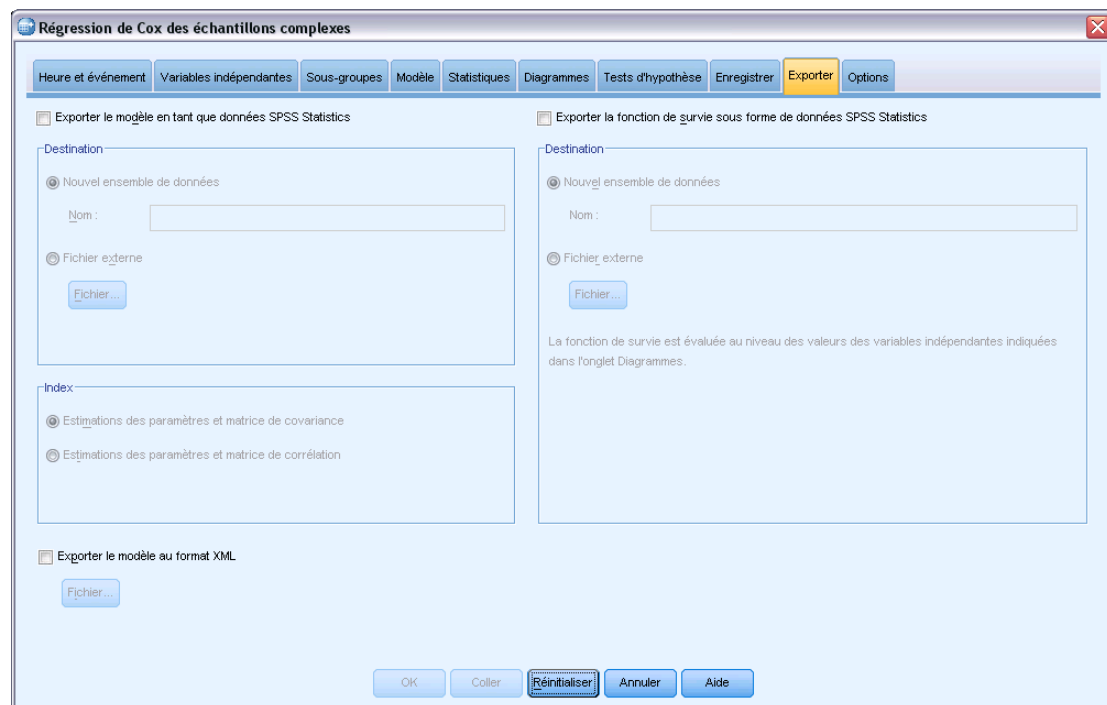 Régression de Cox des échantillons complexes
Heure et événement Variables indépendantes Sous-groupes Modèle Statistiques Diagrammes Tests d'hypothèse Enregistrer Exporter Options
Exporter le modèle en tant que données SPSS Statistics
Destination
Nouvel ensemble de données
Nom :
Fichier externe
Fichier...
Index
Estimations des paramètres et matrice de covariance
Estimations des paramètres et matrice de corrélation
Exporter la fonction de survie sous forme de données SPSS Statistics
Destination
Nouvel ensemble de données
Nom :
Fichier externe
Fichier...
La fonction de survie est évaluée au niveau des valeurs des variables indépendantes indiquées
dans l'onglet Diagrammes.
Exporter le modèle au format XML
Fichier...
OK Coller Réinitialiser Annuler Aide